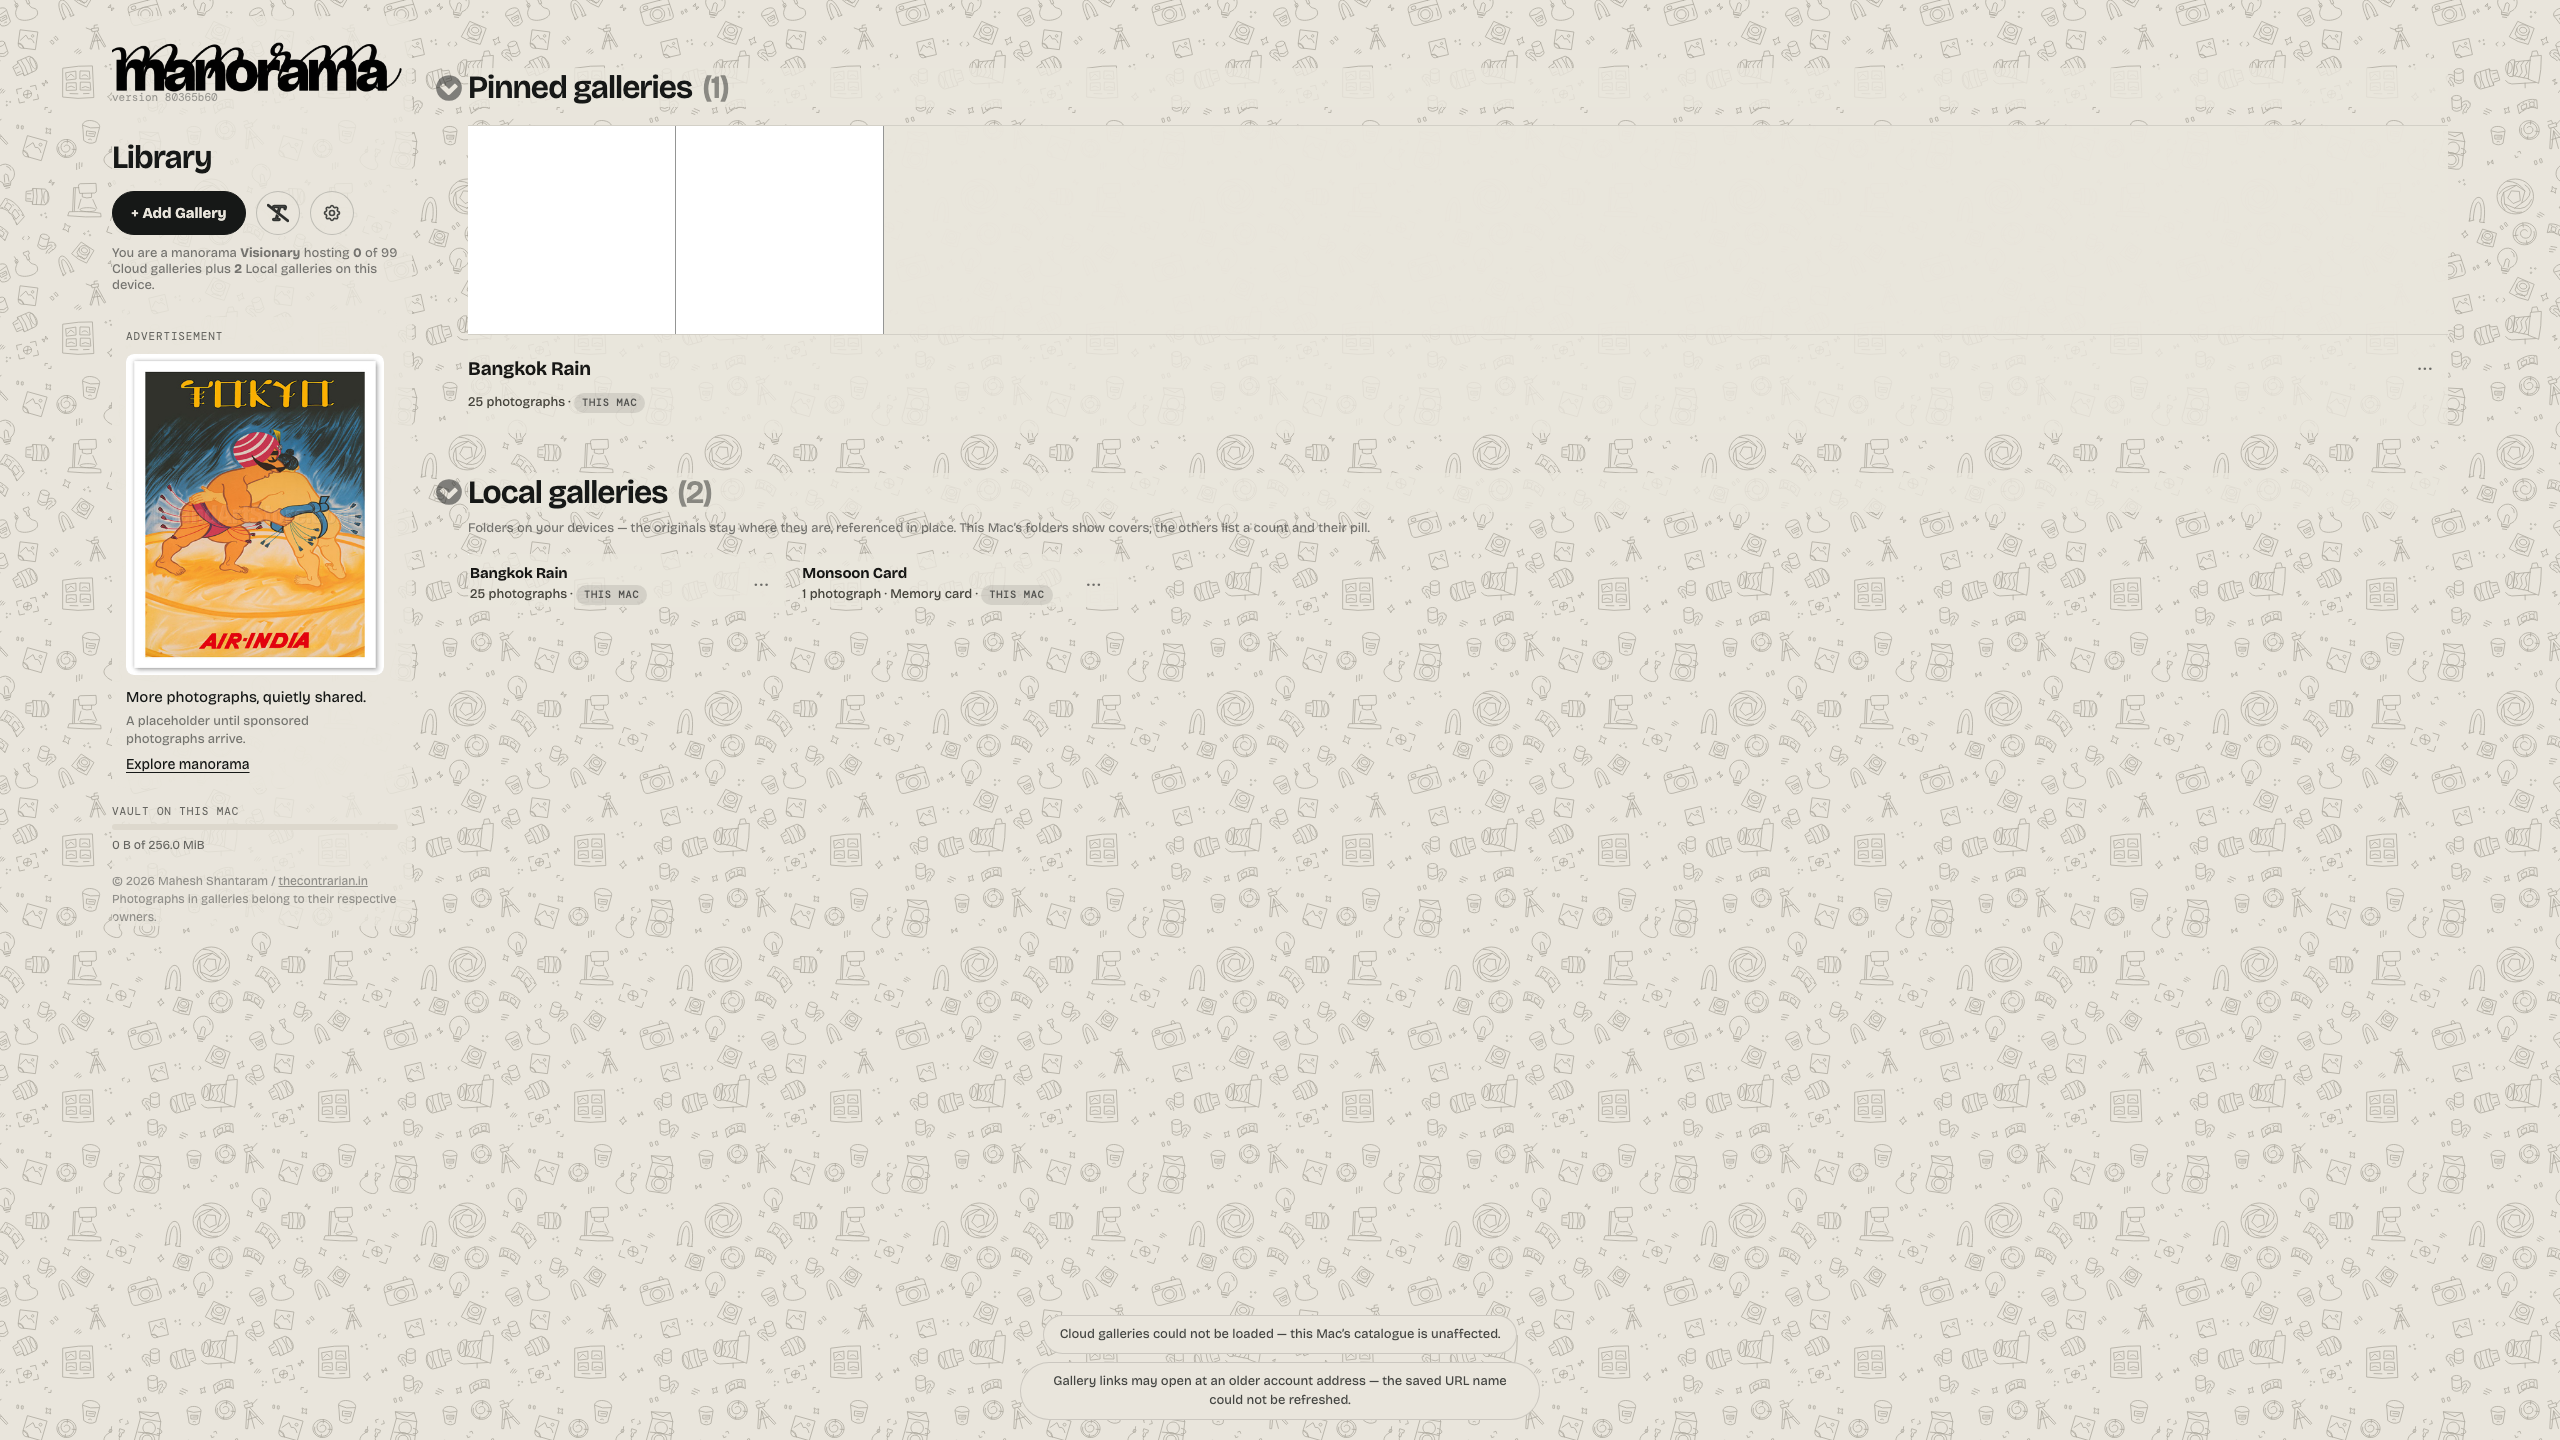 manorama
version 80365b60
Library
+ Add Gallery
You are a manorama Visionary hosting 0 of 99
Cloud galleries plus 2 Local galleries on this
device.
ADVERTISEMENT
TOKYO
AIR-INDIA
More photographs, quietly shared.
A placeholder until sponsored
photographs arrive.
Explore manorama
VAULT ON THIS MAC
0 B of 256.0 MiB
© 2026 Mahesh Shantaram / thecontrarian.in
Photographs in galleries belong to their respective
owners.
Pinned galleries (1)
Bangkok Rain
25 photographs · THIS MAC
Local galleries (2)
Folders on your devices — the originals stay where they are, referenced in place. This Mac's folders show covers; the others list a count and their pill.
Bangkok Rain
25 photographs · THIS MAC
Monsoon Card
1 photograph · Memory card · THIS MAC
Cloud galleries could not be loaded — this Mac's catalogue is unaffected.
Gallery links may open at an older account address — the saved URL name
could not be refreshed.